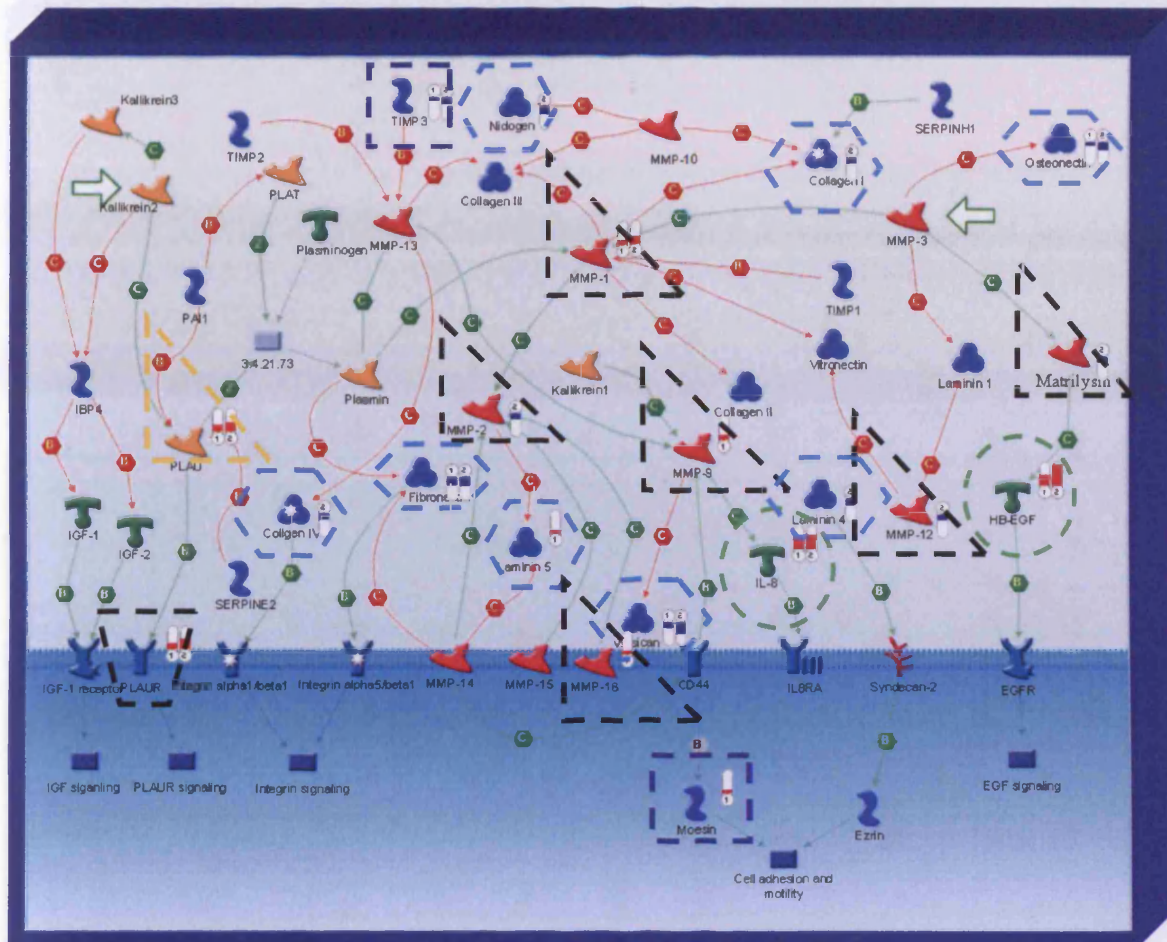 Kallikrein3
TIMP2
TIMP3
Nidogen
MMP-10
SERPINH1
Osteonectin
Kallikrein2
PLAT
Collagen III
Collagen I
Plasminogen
MMP-13
MMP-3
MMP-1
PAI1
TIMP1
3.4.21.73
Vitronectin
Laminin 1
Matrilysin
IBP4
Plasmin
Kallikrein1
Collagen II
MMP-2
PLAU
MMP-9
Fibronectin
IGF-1
IGF-2
Collgen IV
Laminin 4
MMP-12
HB-EGF
Laminin 5
IL-8
SERPINE2
Versican
IGF-1 receptor
PLAUR
Integrin alpha1/beta1
Integrin alpha5/beta1
MMP-14
MMP-15
MMP-16
CD44
IL8RA
Syndecan-2
EGFR
IGF siganling
PLAUR signaling
Integrin signaling
EGF signaling
Moesin
Ezrin
Cell adhesion and
motility